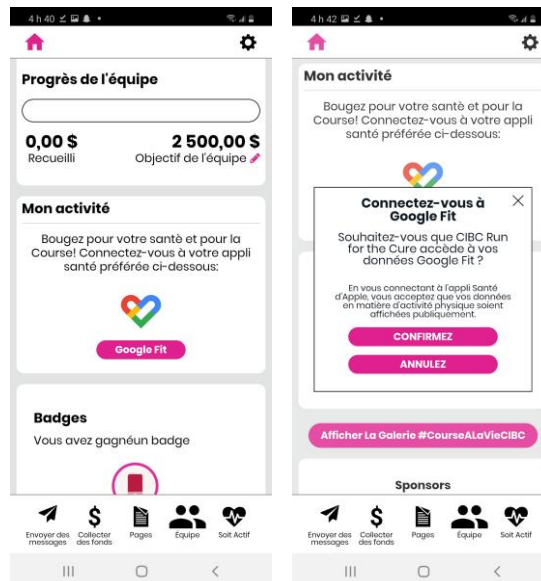 4 h 40
Progrès de l'équipe
0,00 $
2 500,00 $
Recueilli
Objectif de l'équipe
Mon activité
Bougez pour votre santè et pour la
Course! Connectez-vous à votre appli
santé préférée ci-dessous:
Google Fit
Badges
Vous avez gagnéun badge
Envoyer des
messages
Collecter
des fonds
Pages
Équipe
Soit Actif
4 h 42
Mon activité
Bougez pour votre santè et pour la
Course! Connectez-vous à votre appli
santé préférée ci-dessous:
Connectez-vous à
Google Fit
Souhaitez-vous que CIBC Run
for the Cure accède à vos
données Google Fit ?
En vous connectant à l'appli Santé
d'Apple, vous acceptez que vos données
en matière d'activité physique soient
affichées publiquement.
CONFIRMEZ
ANNULEZ
Afficher La Galerie #CourseALaVieCIBC
Sponsors
Envoyer des
messages
Collecter
des fonds
Pages
Équipe
Soit Actif